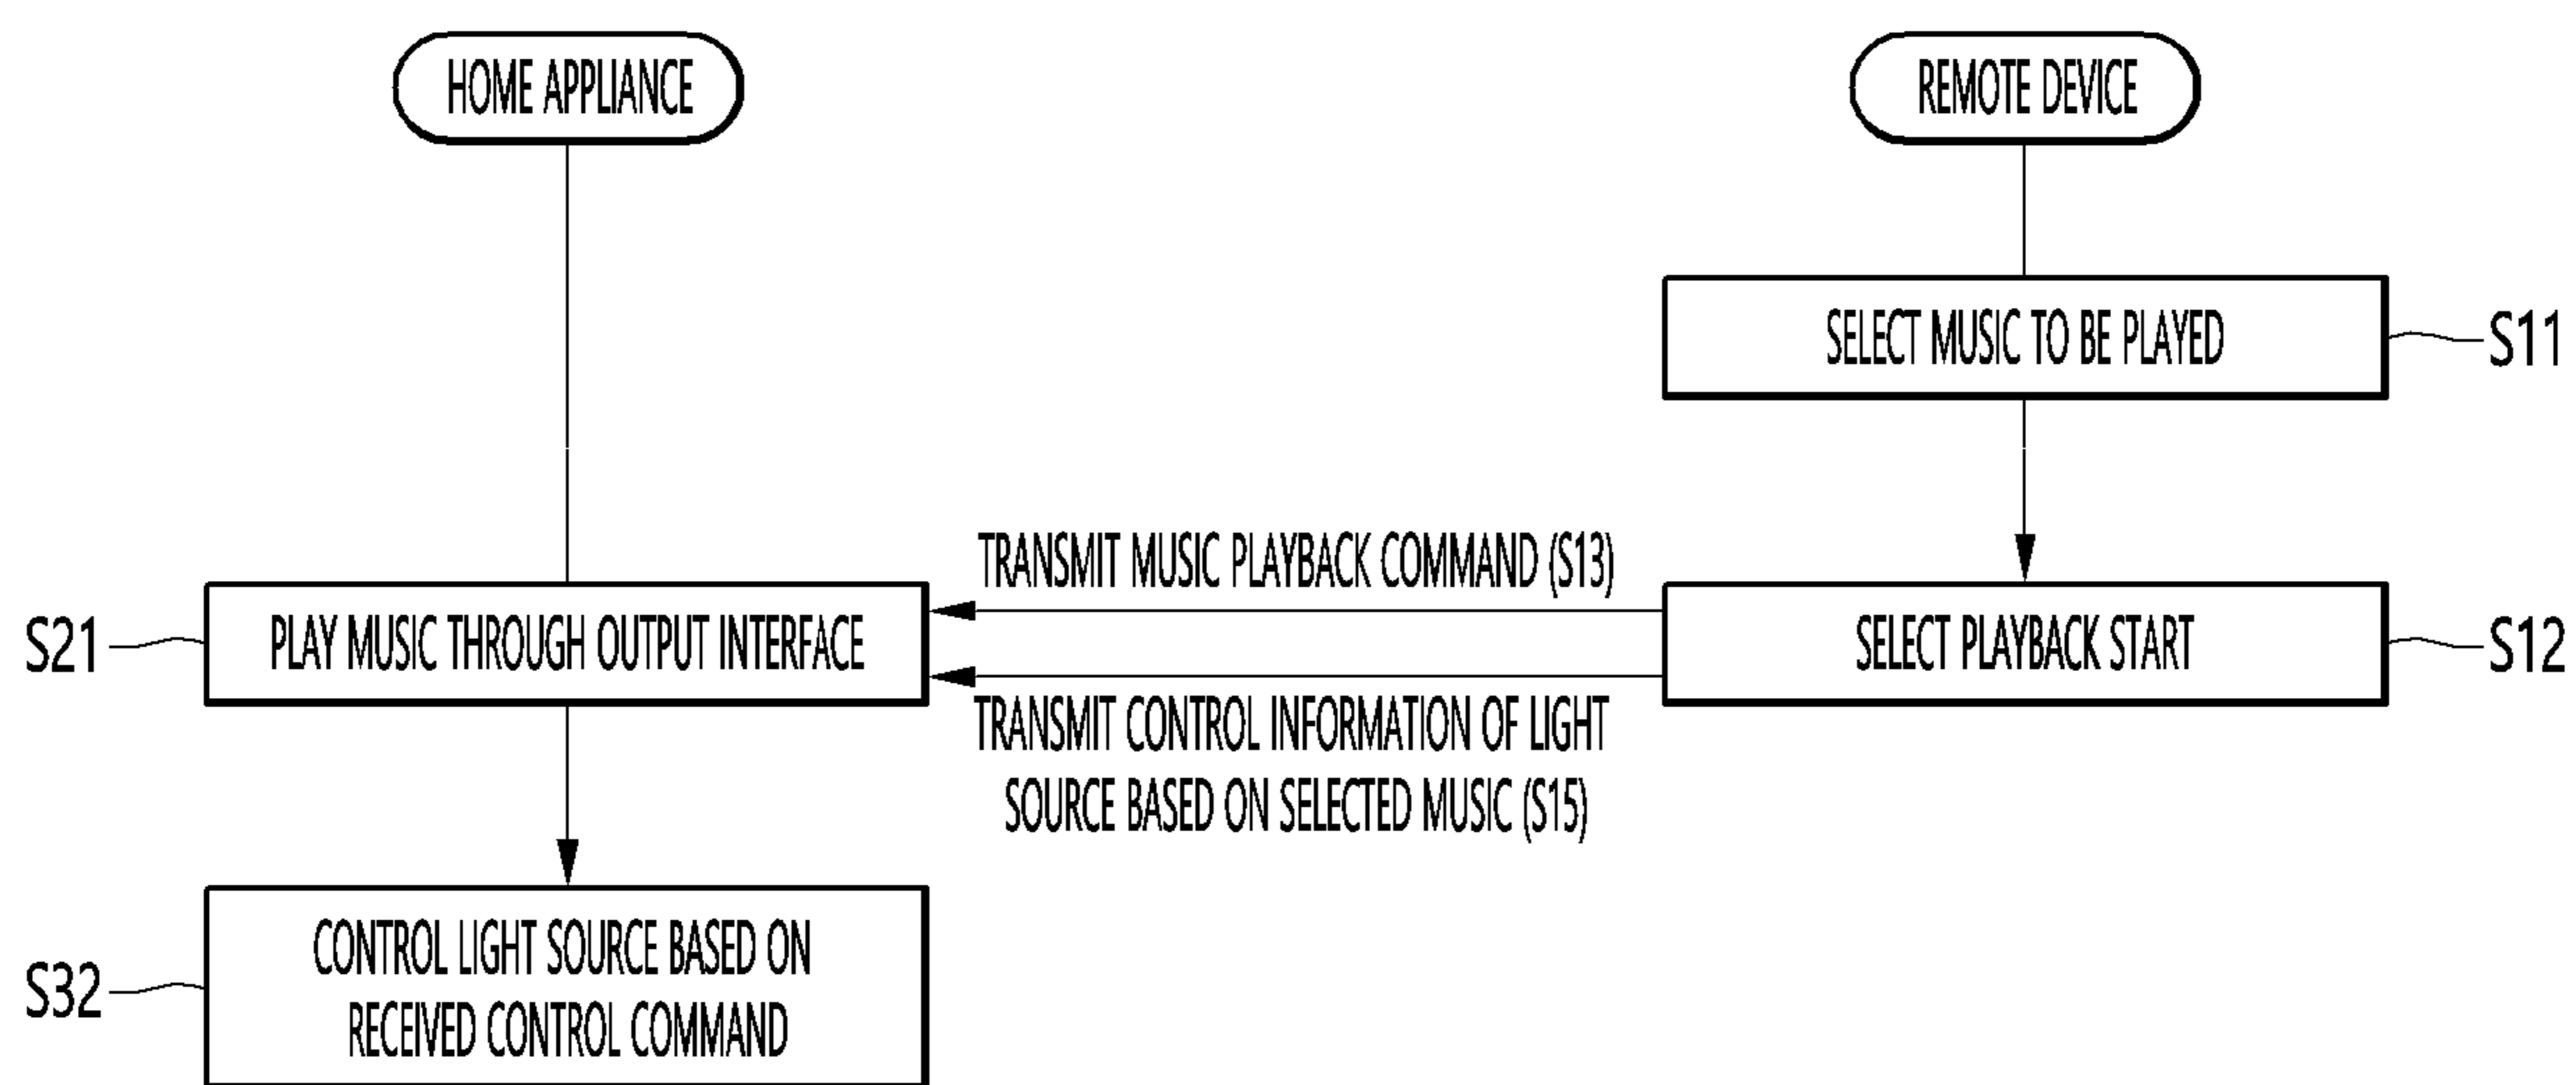 HOME APPLIANCE
REMOTE DEVICE
SELECT MUSIC TO BE PLAYED
S11
TRANSMIT MUSIC PLAYBACK COMMAND (S13)
S21
PLAY MUSIC THROUGH OUTPUT INTERFACE
SELECT PLAYBACK START
S12
TRANSMIT CONTROL INFORMATION OF LIGHT
SOURCE BASED ON SELECTED MUSIC (S15)
S32
CONTROL LIGHT SOURCE BASED ON
RECEIVED CONTROL COMMAND